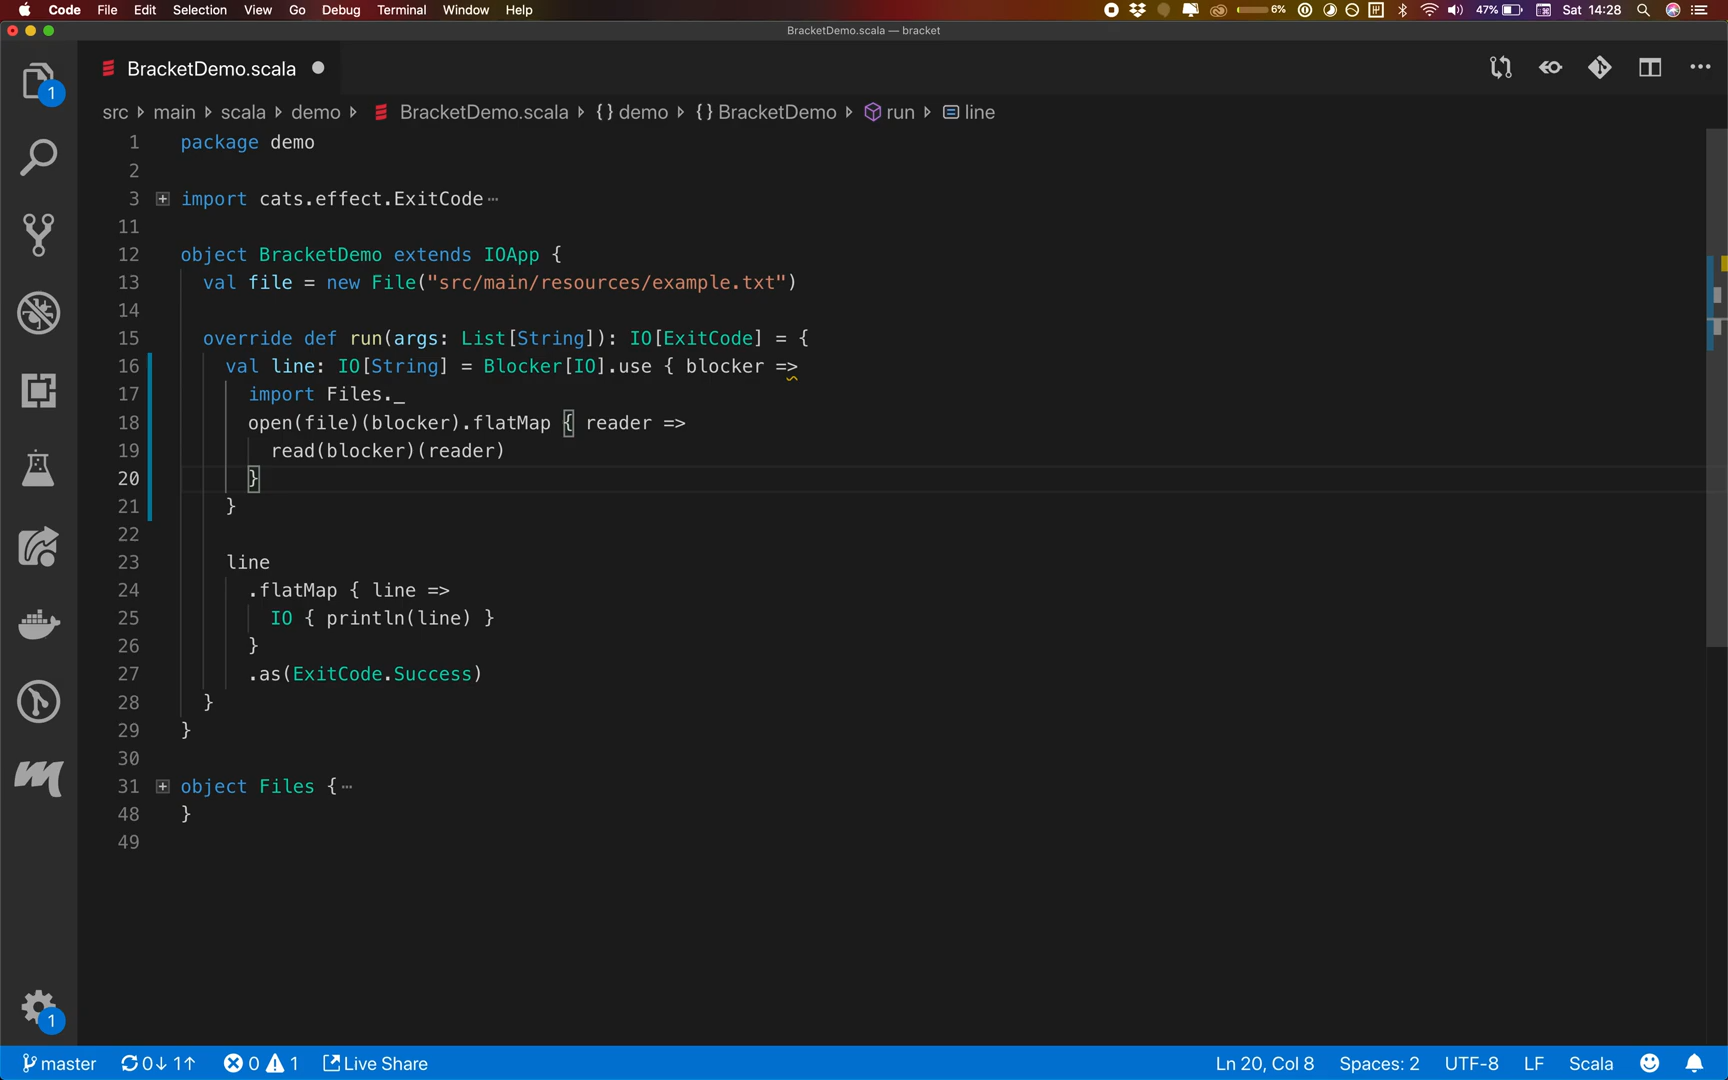 Code File Edit Selection View Go Debug Terminal Window Help 6% 47% Sat 14:28
BracketDemo.scala — bracket
BracketDemo.scala
src main scala demo BracketDemo.scala {} demo {} BracketDemo run line
1 package demo
2
3 import cats.effect.ExitCode⋯
11
12 object BracketDemo extends IOApp {
13 val file = new File("src/main/resources/example.txt")
14
15 override def run(args: List[String]): IO[ExitCode] = {
16 val line: IO[String] = Blocker[IO].use { blocker =>
17 import Files._
18 open(file)(blocker).flatMap { reader =>
19 read(blocker)(reader)
20 }
21 }
22
23 line
24 .flatMap { line =>
25 IO { println(line) }
26 }
27 .as(ExitCode.Success)
28 }
29 }
30
31 object Files {⋯
48 }
49
1
1
master 0↓ 1↑ 0 1 Live Share Ln 20, Col 8 Spaces: 2 UTF-8 LF Scala